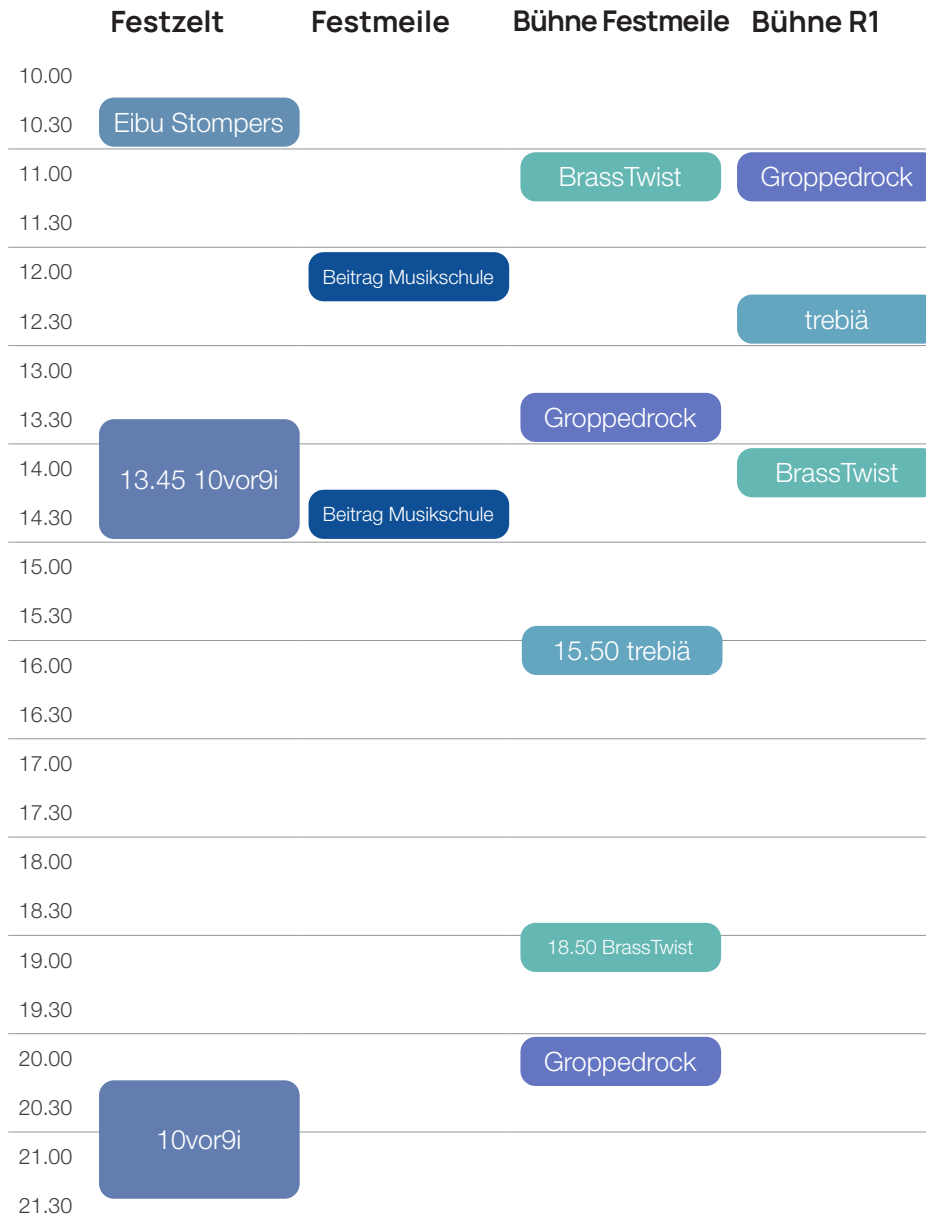 Festzelt Festmeile Bühne Festmeile Bühne R1
10.00
10.30 Eibu Stompers
11.00 BrassTwist Groppedrock
11.30
12.00 Beitrag Musikschule
12.30 trebiä
13.00
13.30 Groppedrock
14.00 13.45 10vor9i BrassTwist
14.30 Beitrag Musikschule
15.00
15.30
16.00 15.50 trebiä
16.30
17.00
17.30
18.00
18.30
18.50 BrassTwist
19.00
19.30
20.00 Groppedrock
20.30
10vor9i
21.00
21.30